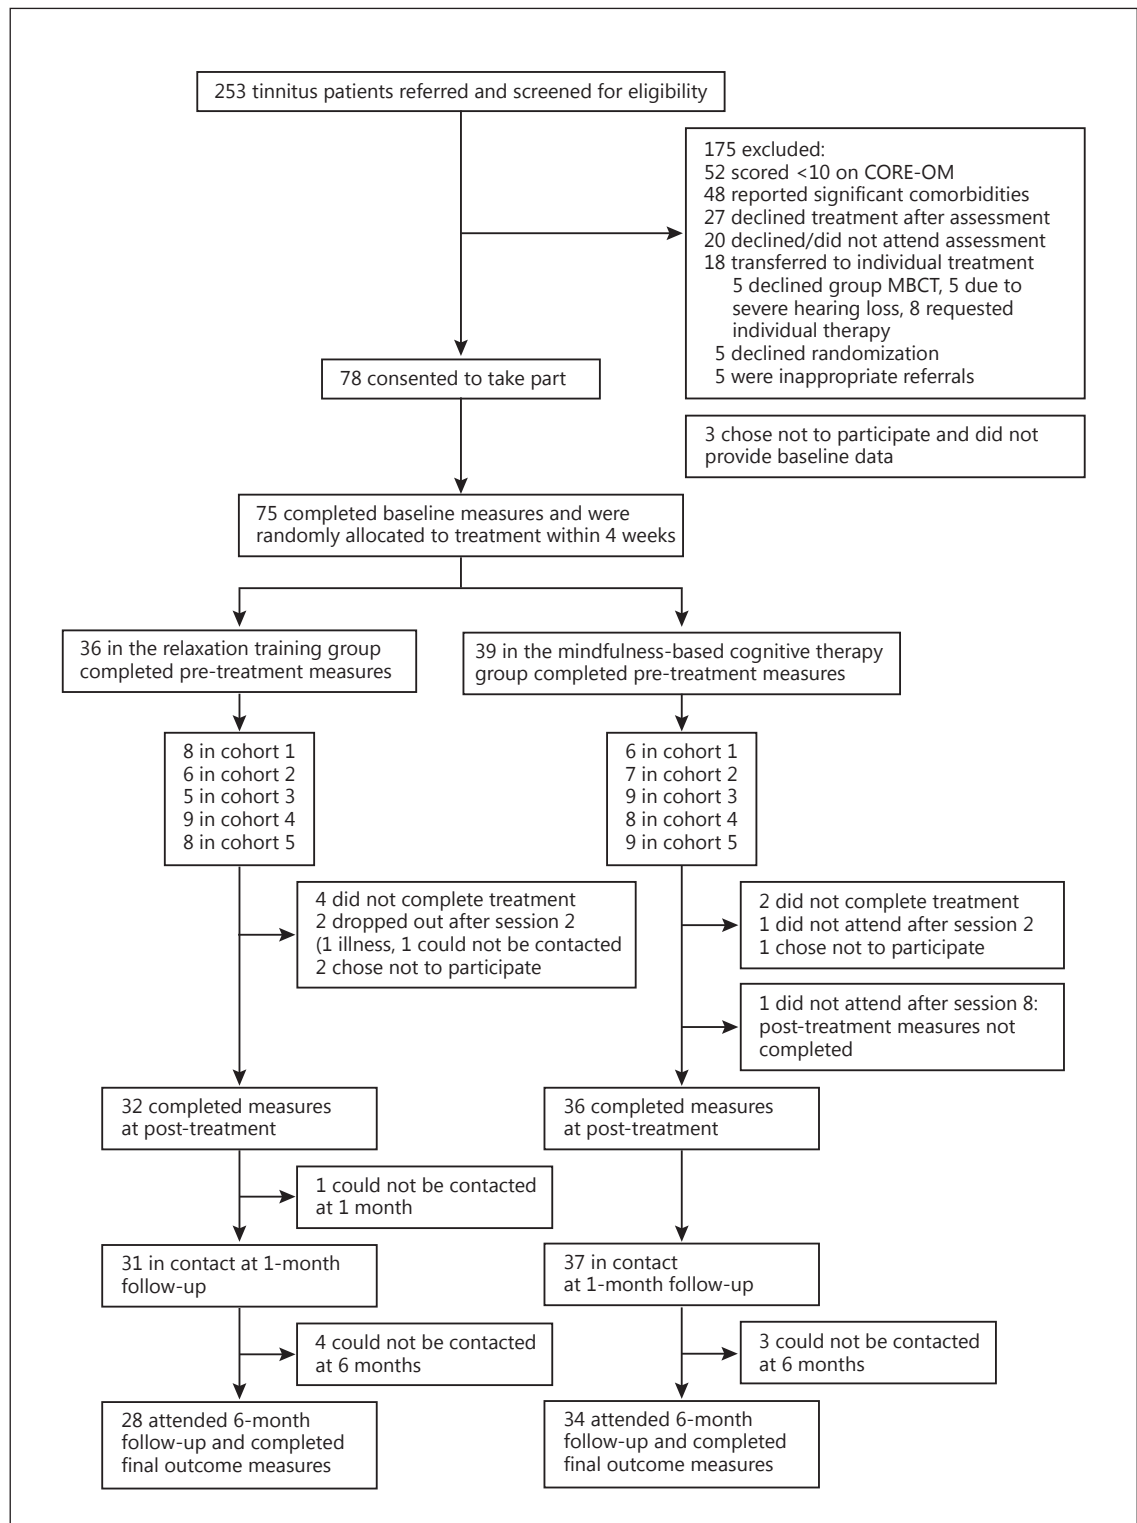 253 tinnitus patients referred and screened for eligibility
175 excluded:
52 scored <10 on CORE-OM
48 reported significant comorbidities
27 declined treatment after assessment
20 declined/did not attend assessment
18 transferred to individual treatment
5 declined group MBCT, 5 due to
severe hearing loss, 8 requested
individual therapy
5 declined randomization
5 were inappropriate referrals
78 consented to take part
3 chose not to participate and did not
provide baseline data
75 completed baseline measures and were
randomly allocated to treatment within 4 weeks
36 in the relaxation training group
completed pre-treatment measures
39 in the mindfulness-based cognitive therapy
group completed pre-treatment measures
8 in cohort 1
6 in cohort 2
5 in cohort 3
9 in cohort 4
8 in cohort 5
6 in cohort 1
7 in cohort 2
9 in cohort 3
8 in cohort 4
9 in cohort 5
4 did not complete treatment
2 dropped out after session 2
(1 illness, 1 could not be contacted
2 chose not to participate
2 did not complete treatment
1 did not attend after session 2
1 chose not to participate
1 did not attend after session 8:
post-treatment measures not
completed
32 completed measures
at post-treatment
36 completed measures
at post-treatment
1 could not be contacted
at 1 month
31 in contact at 1-month
follow-up
37 in contact
at 1-month follow-up
4 could not be contacted
at 6 months
3 could not be contacted
at 6 months
28 attended 6-month
follow-up and completed
final outcome measures
34 attended 6-month
follow-up and completed
final outcome measures